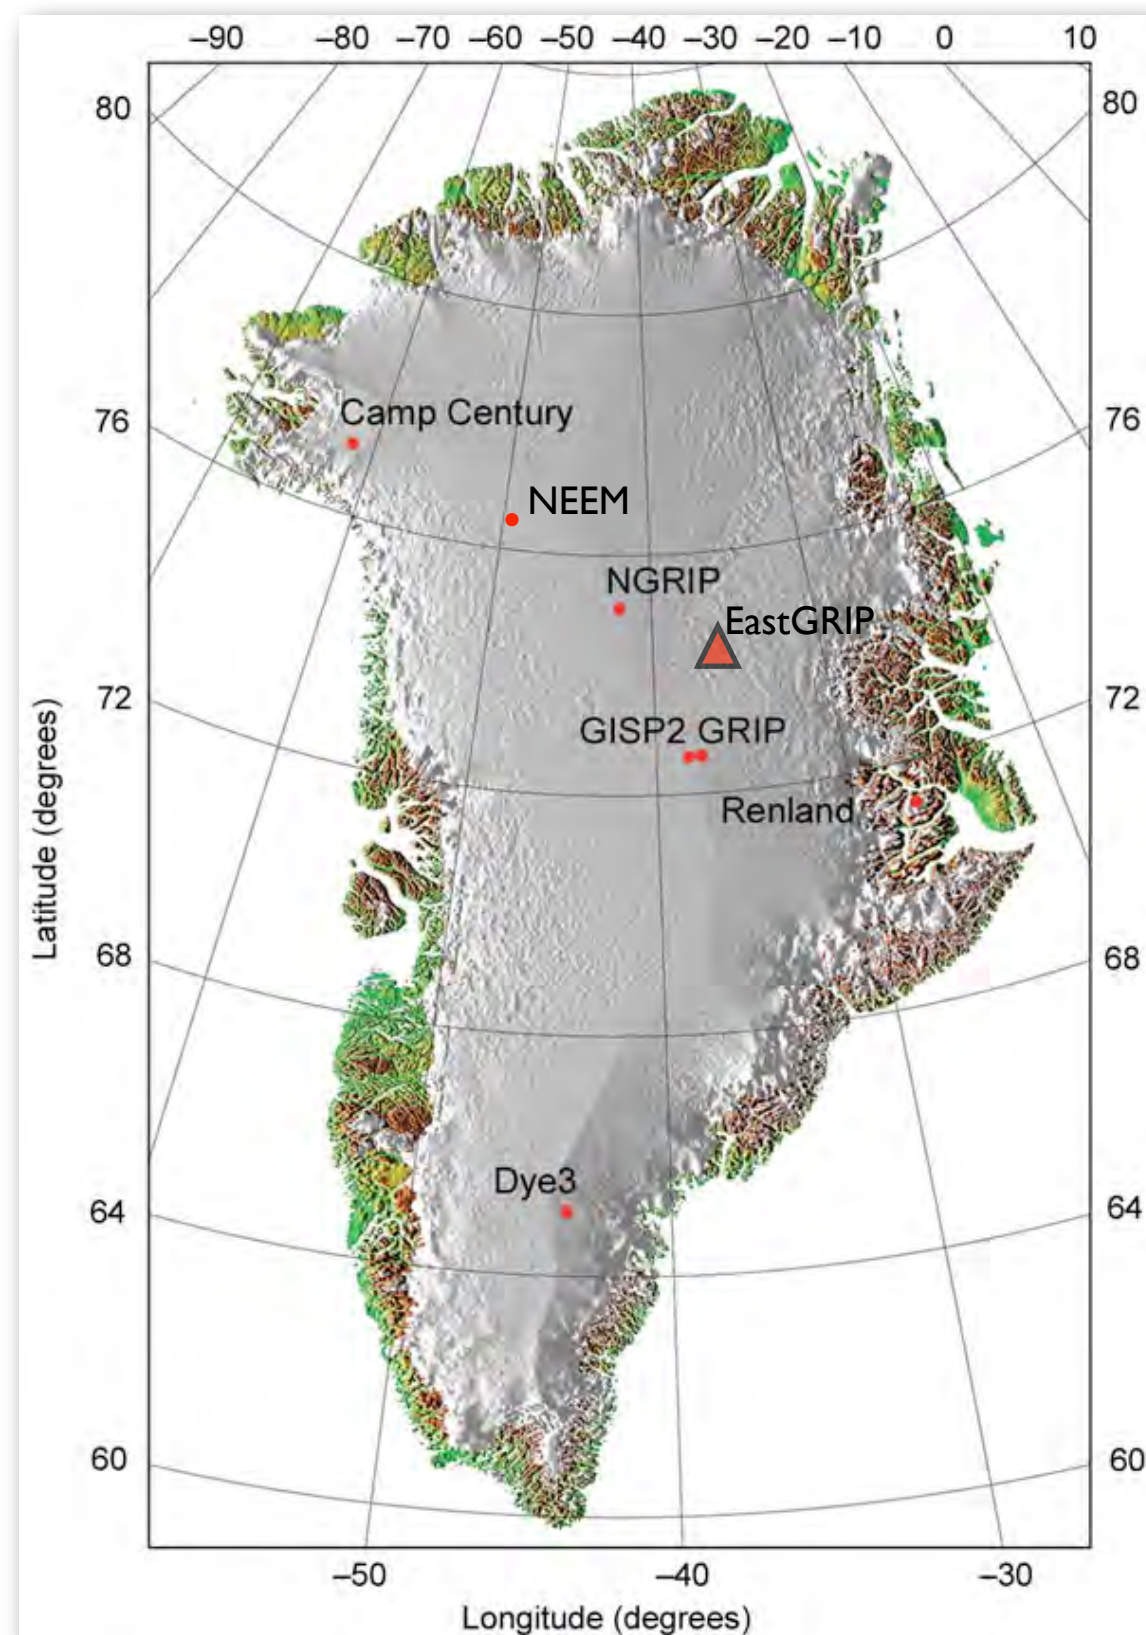 –90 –80 –70 –60 –50 –40 –30 –20 –10 0 10
80 80
Camp Century
76 76
NEEM
NGRIP
EastGRIP
72 72
GISP2 GRIP
Renland
Latitude (degrees)
68 68
Dye3
64 64
60 60
–50 –40 –30
Longitude (degrees)